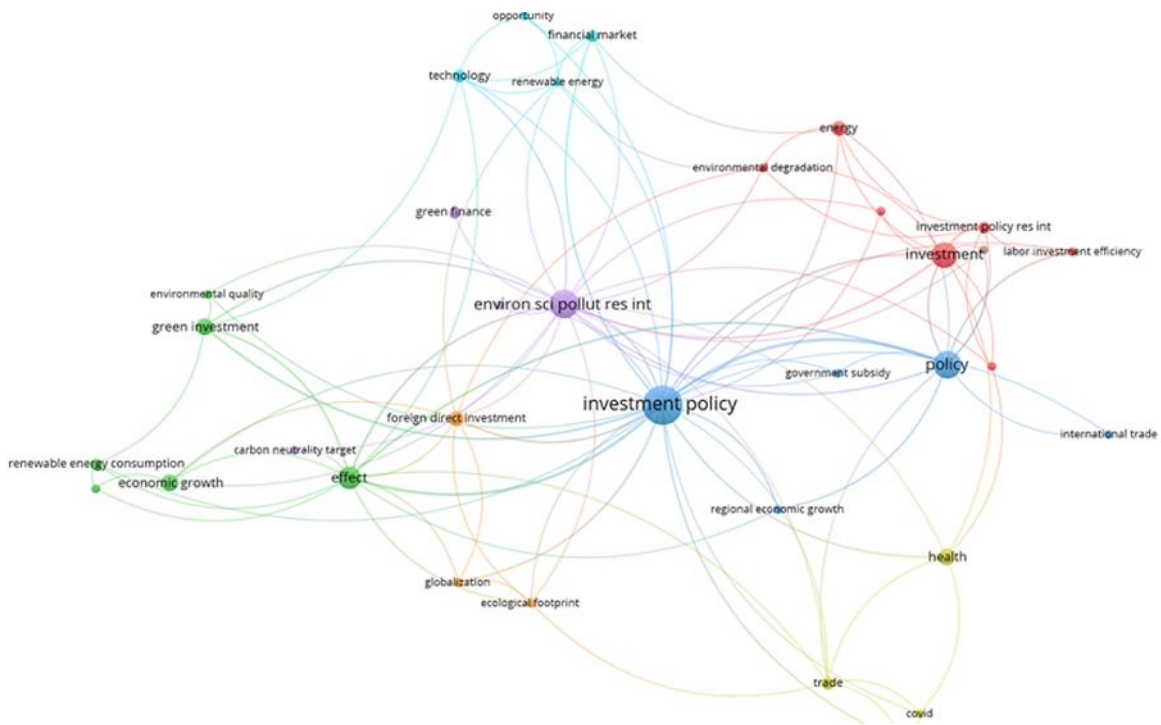 opportunity
financial market
technology
renewable energy
energy
environmental degradation
green finance
investment policy res int
investment
labor investment efficiency
environmental quality
environ sci pollut res int
green investment
policy
government subsidy
investment policy
foreign direct investment
international trade
carbon neutrality target
renewable energy consumption
effect
economic growth
regional economic growth
health
globalization
ecological footprint
trade
covid